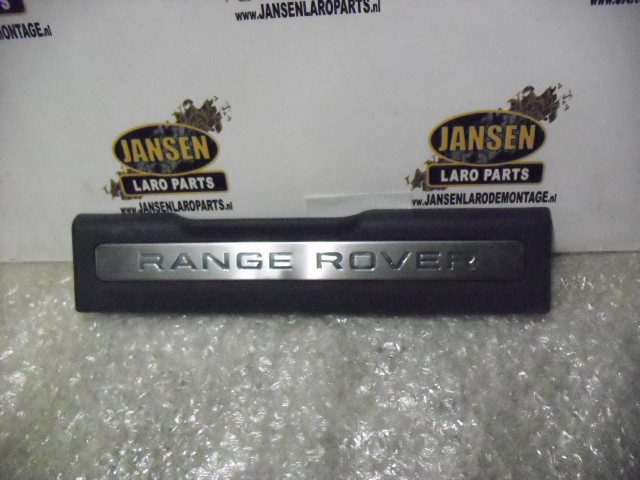 WWW.JANSENLAROPARTS.nl
MONTAGE.nl
JANSEN
LARO PARTS
WWW.JANSENLAROPARTS.nl
JANSEN
LARO PARTS
WWW.JANSENLARODEMONTAGE.nl
RANGE ROVER